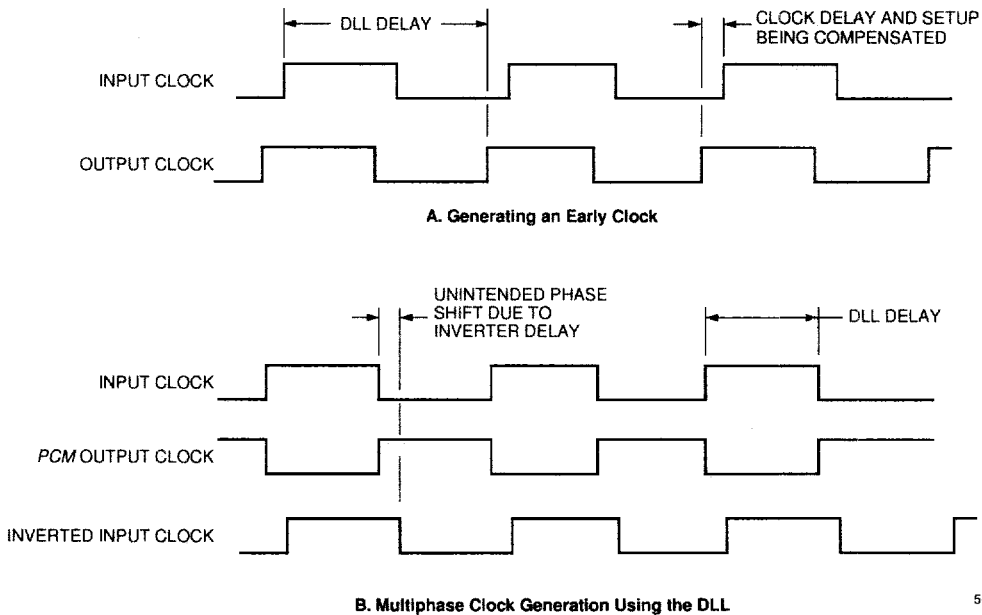 DLL DELAY
CLOCK DELAY AND SETUP
BEING COMPENSATED
INPUT CLOCK
OUTPUT CLOCK
A. Generating an Early Clock
UNINTENDED PHASE
SHIFT DUE TO
INVERTER DELAY
DLL DELAY
INPUT CLOCK
PCM OUTPUT CLOCK
INVERTED INPUT CLOCK
B. Multiphase Clock Generation Using the DLL
5